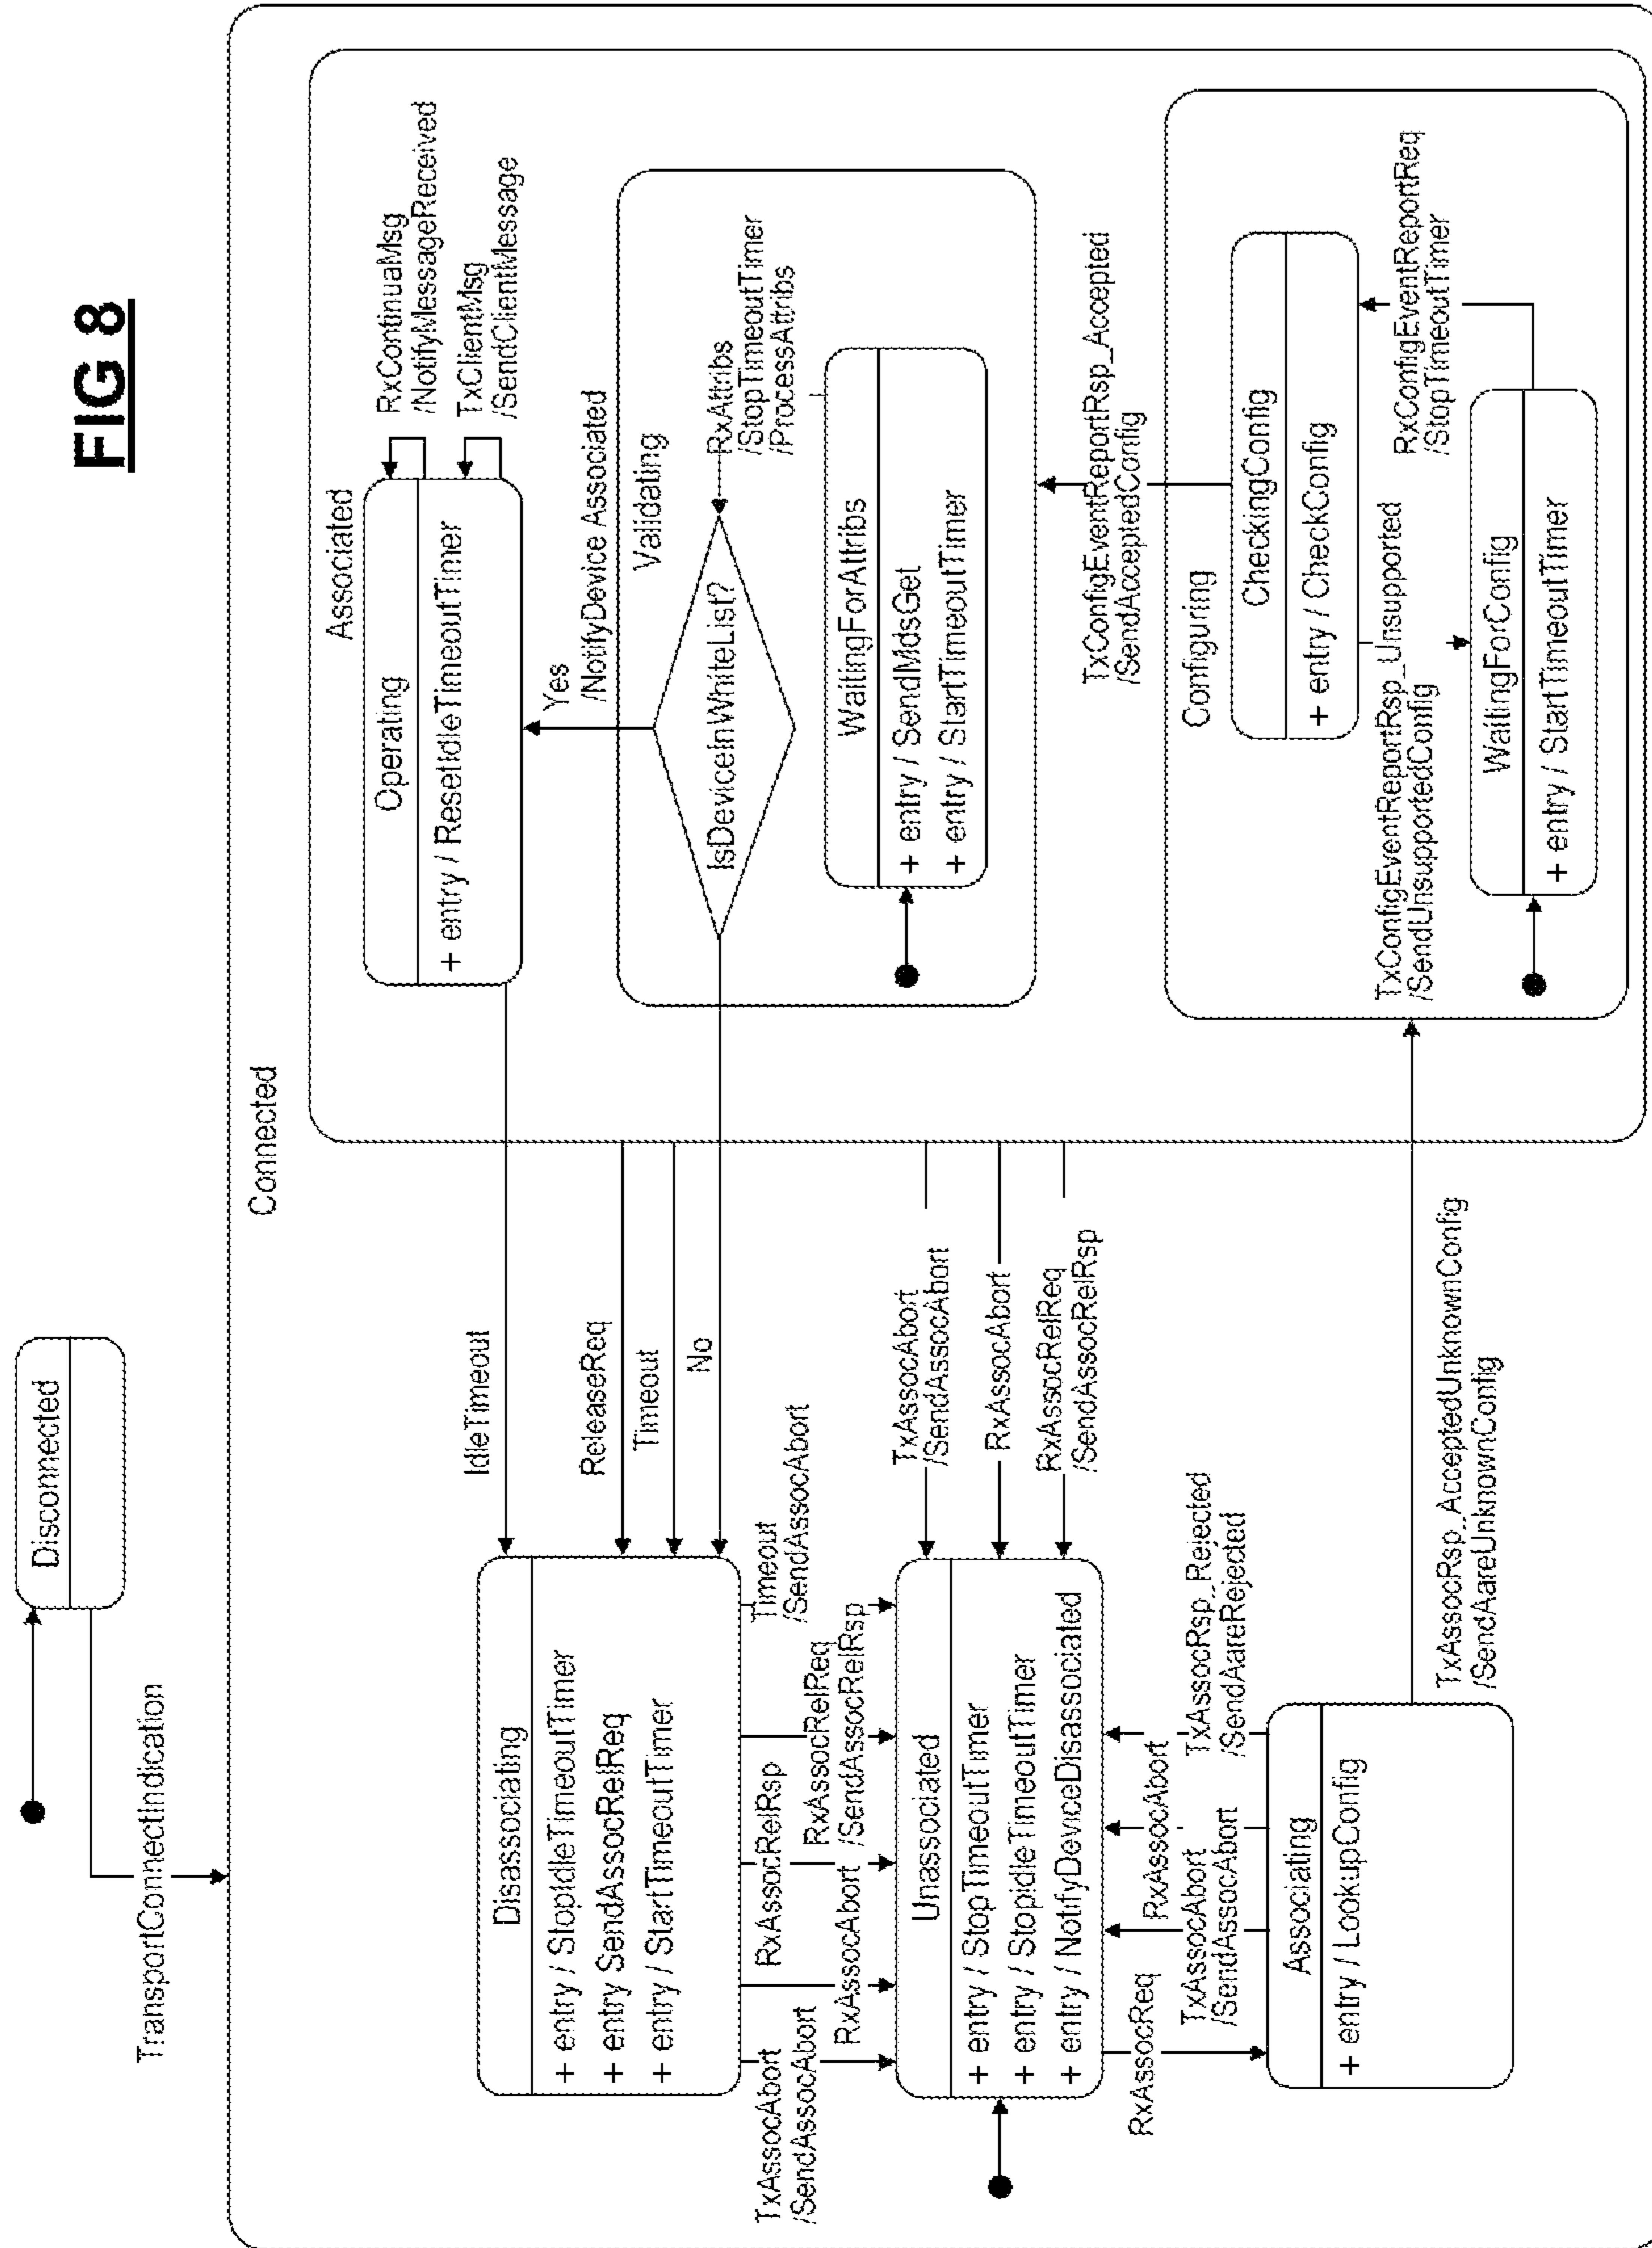 FIG 8
Disconnected
TransportConnectIndication
Connected
Disassociating
+ entry / StopIdleTimeoutTimer
+ entry SendAssocRelReq
+ entry / StartTimeoutTimer
IdleTimeout
ReleaseReq
Timeout
No
TxAssocAbort
/SendAssocAbort
RxAssocAbort
RxAssocRelRsp
RxAssocRelReq
/SendAssocRelRsp
Timeout
/SendAssocAbort
Unassociated
+ entry / StopTimeoutTimer
+ entry / StopIdleTimeoutTimer
+ entry / NotifyDeviceDisassociated
TxAssocAbort
/SendAssocAbort
RxAssocAbort
RxAssocRelReq
/SendAssocRelRsp
RxAssocReq
TxAssocAbort
/SendAssocAbort
RxAssocAbort
TxAssocRsp_Rejected
/SendAareRejected
Associating
+ entry / LookupConfig
TxAssocRsp_AcceptedUnknownConfig
/SendAareUnknownConfig
Associated
Operating
+ entry / ResetIdleTimeoutTimer
RxContinuaMsg
/NotifyMessageReceived
TxClientMsg
/SendClientMessage
Yes
/NotifyDevice Associated
Validating
IsDeviceInWhiteList?
RxAttribs
/StopTimeoutTimer
/ProcessAttribs
WaitingForAttribs
+ entry / SendMdsGet
+ entry / StartTimeoutTimer
TxConfigEventReportRsp_Accepted
/SendAcceptedConfig
Configuring
CheckingConfig
+ entry / CheckConfig
TxConfigEventReportRsp_Unsupported
/SendUnsupportedConfig
RxConfigEventReportReq
/StopTimeoutTimer
WaitingForConfig
+ entry / StartTimeoutTimer